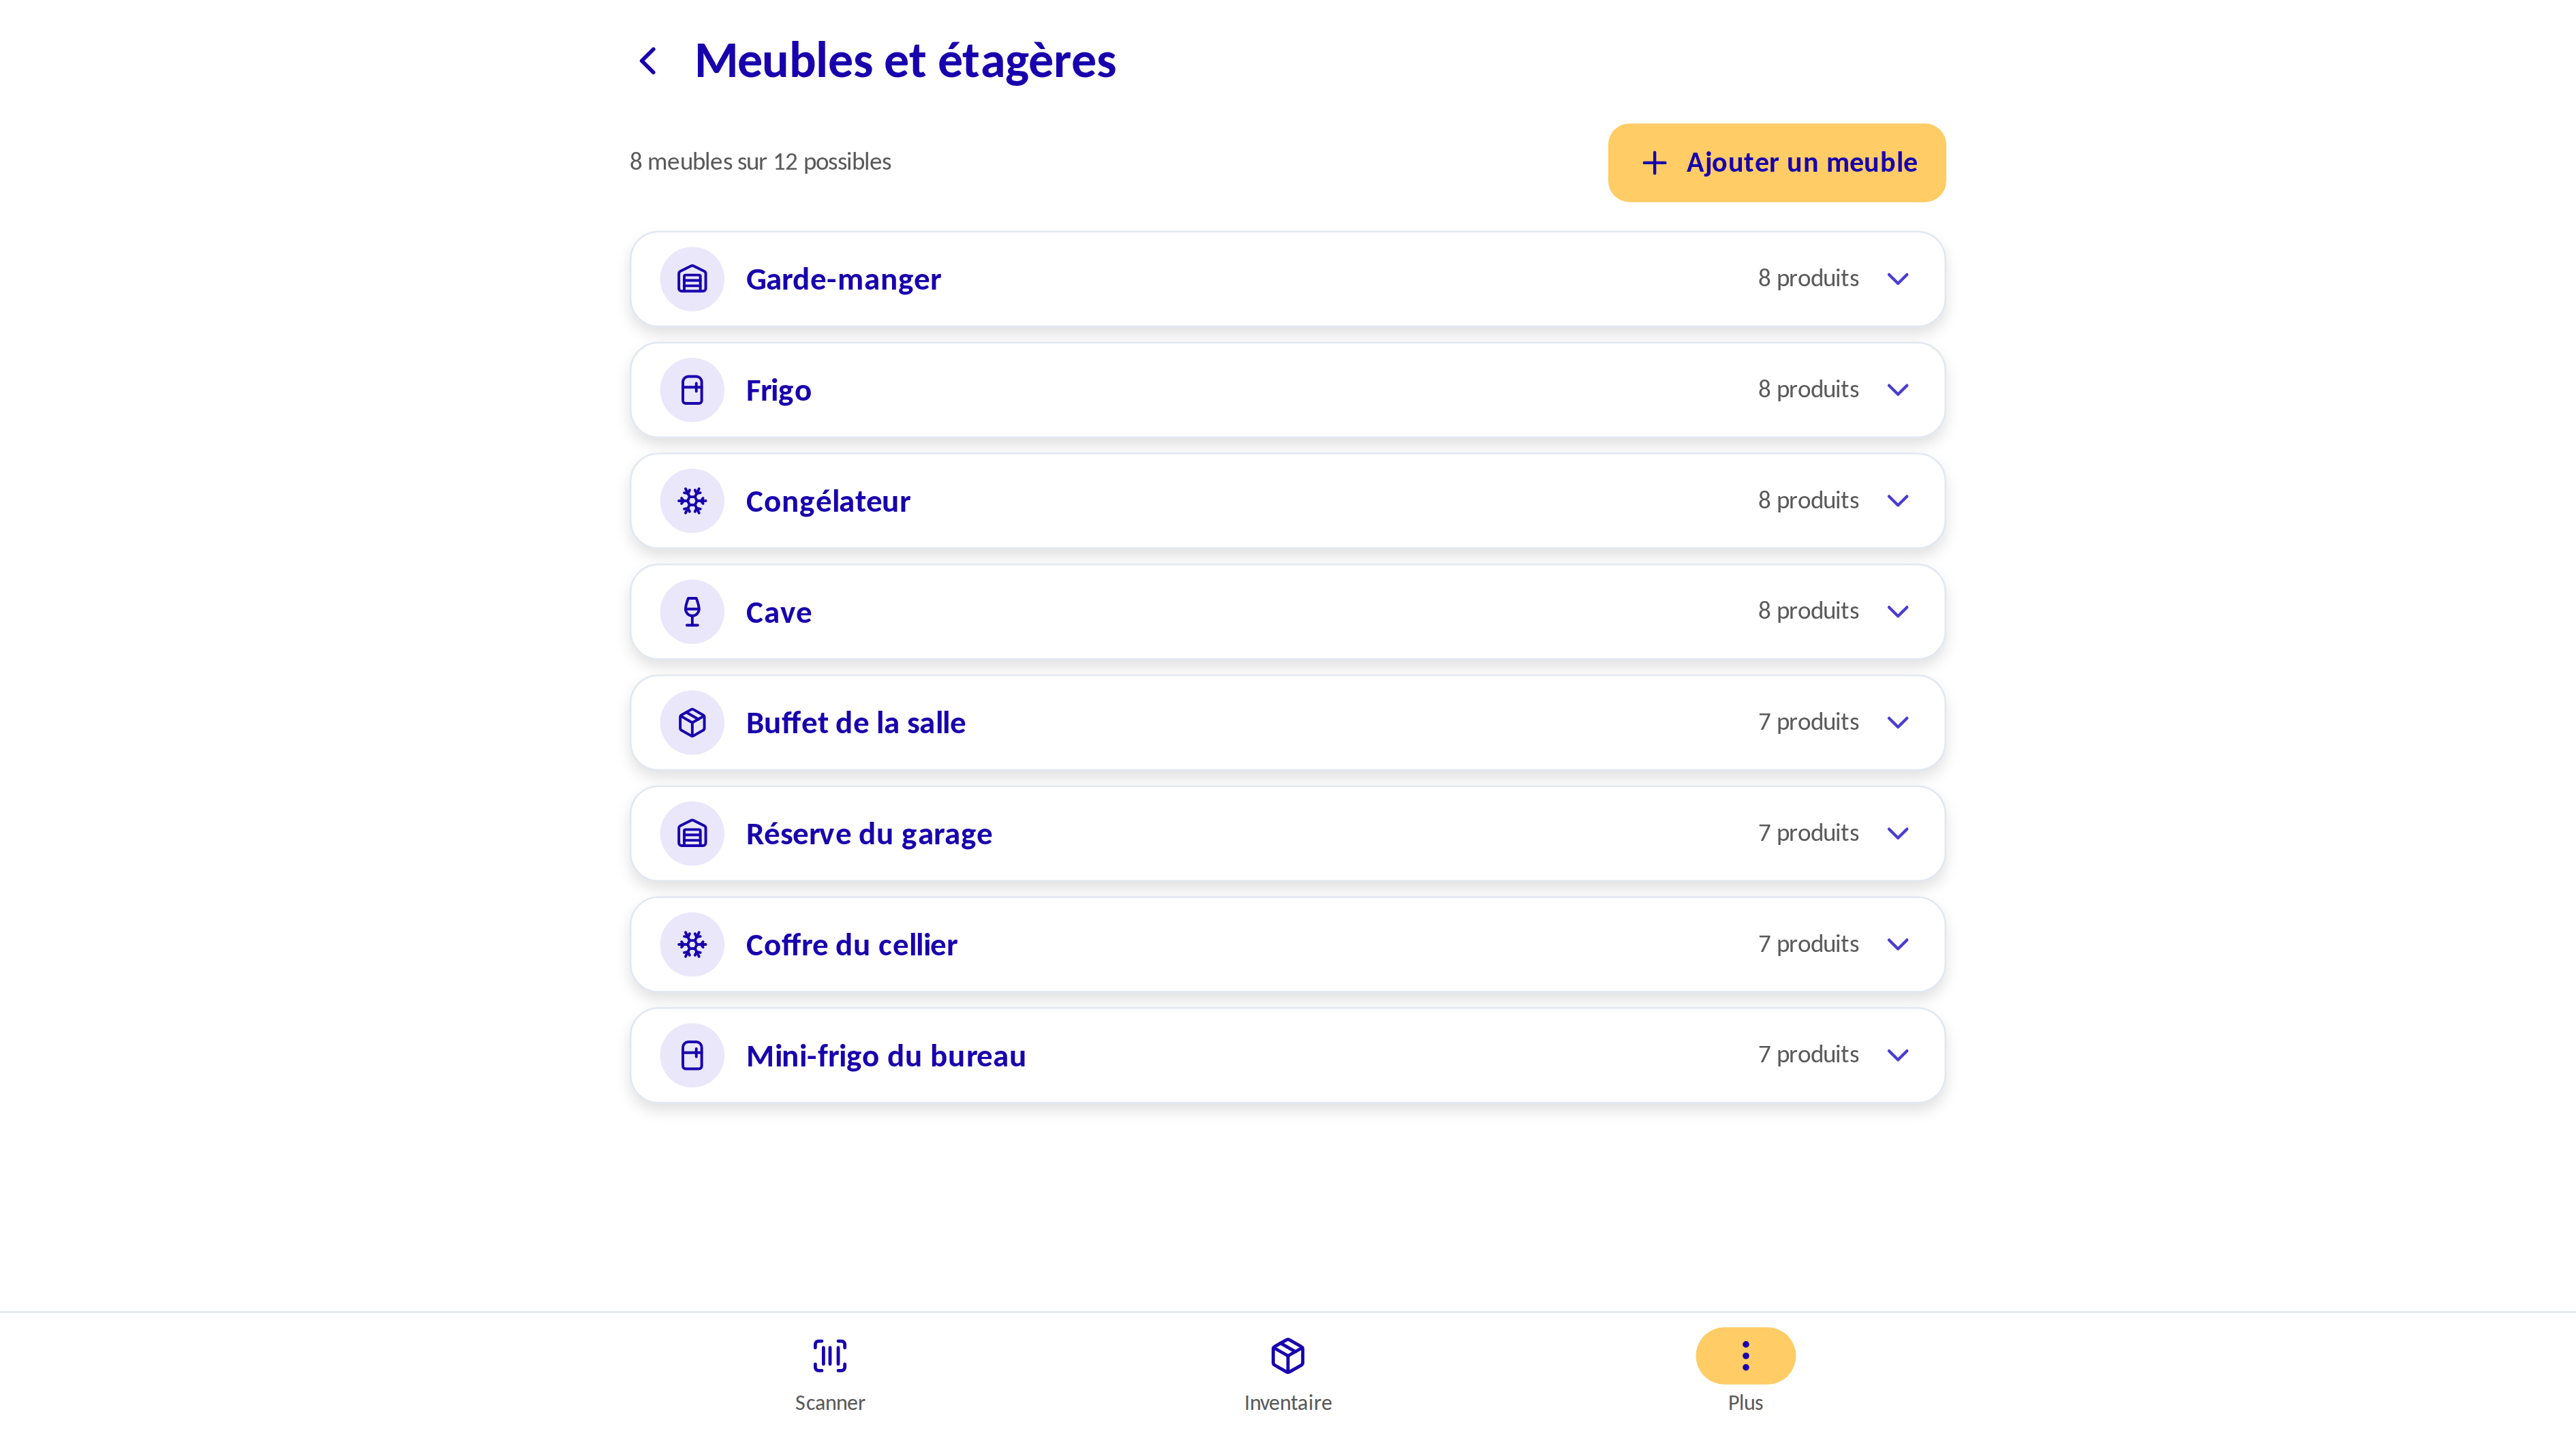 Meubles et étagères
8 meubles sur 12 possibles
Ajouter un meuble
Garde-manger
8 produits
Frigo
8 produits
Congélateur
8 produits
Cave
8 produits
Buffet de la salle
7 produits
Réserve du garage
7 produits
Coffre du cellier
7 produits
Mini-frigo du bureau
7 produits
Scanner
Inventaire
Plus